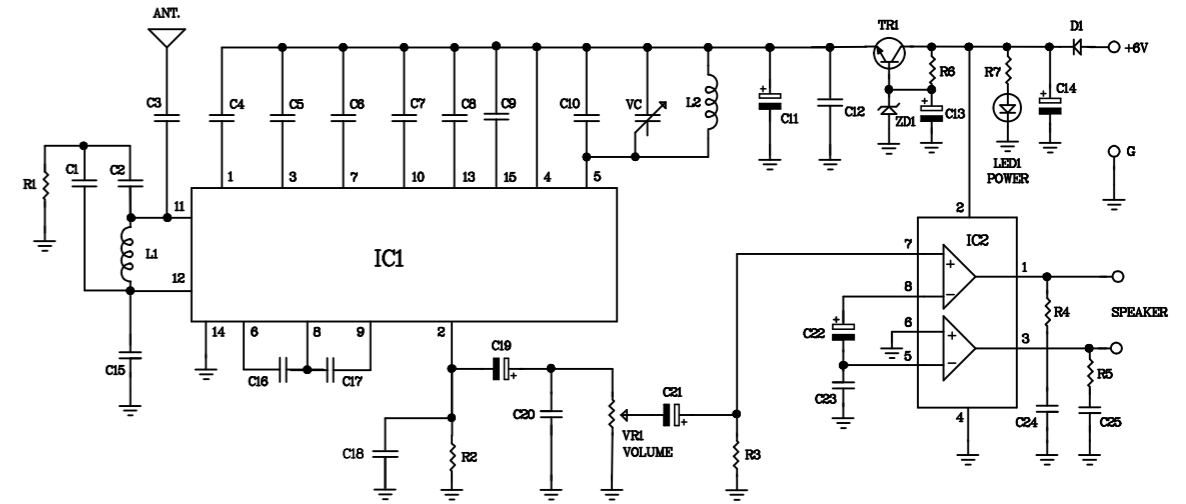 ANT.
TR1
D1
+6V
C3
C4
C5
C6
C7
C8
C9
C10
VC
L2
C11
C12
ZD1
R6
C13
R7
C14
LED1
POWER
G
R1
C1
C2
L1
11
12
1
3
7
10
13
15
4
5
IC1
14
6
8
9
2
C15
C16
C17
C18
R2
C19
C20
VR1
VOLUME
C21
R3
2
IC2
7
+
8
−
6
+
5
−
4
1
3
C22
+
C23
R4
R5
C24
C25
SPEAKER
+
+
+
+
+